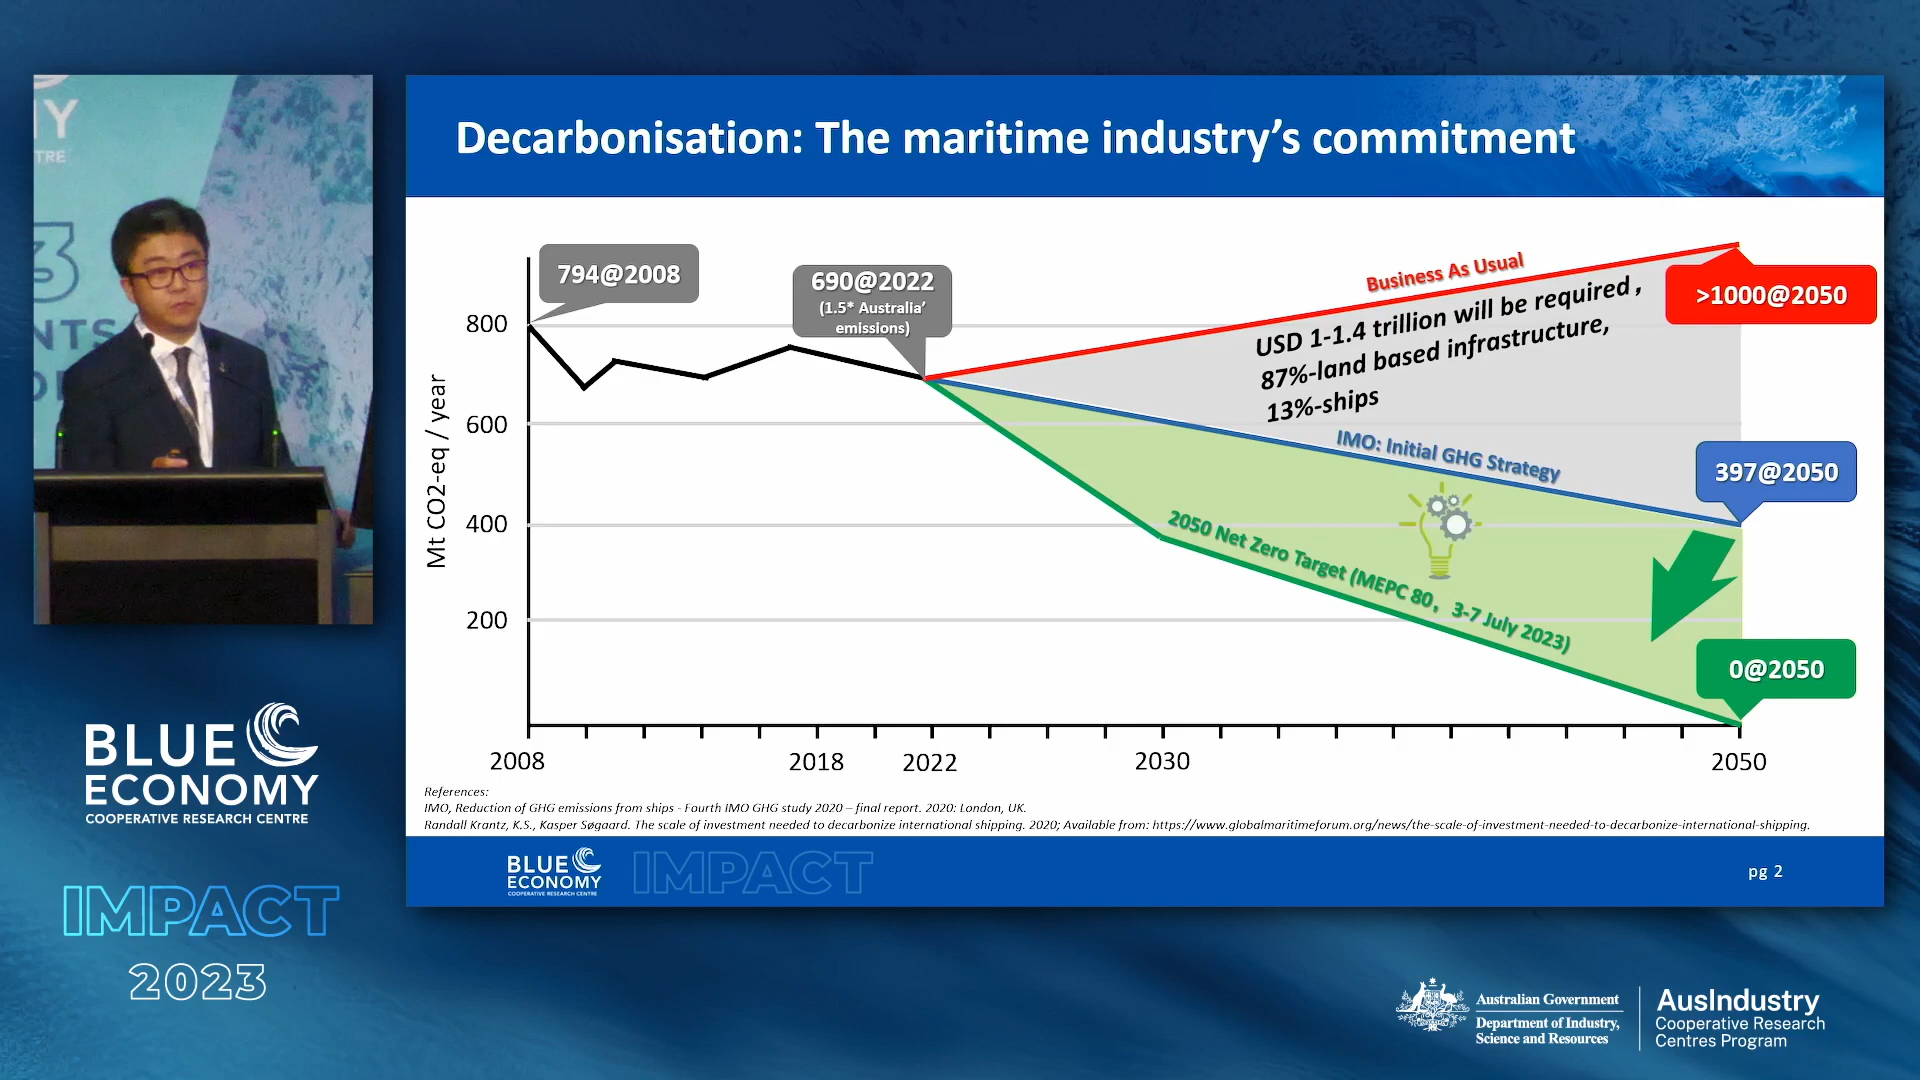 Y
TRE
3
NTS
Decarbonisation: The maritime industry's commitment
794@2008
690@2022
(1.5* Australia'
emissions)
Business As Usual
>1000@2050
USD 1-1.4 trillion will be required,
87%-land based infrastructure,
13%-ships
IMO: Initial GHG Strategy
397@2050
2050 Net Zero Target (MEPC 80, 3-7 July 2023)
0@2050
Mt CO2-eq / year
800
600
400
200
2008
2018
2022
2030
2050
References:
IMO, Reduction of GHG emissions from ships - Fourth IMO GHG study 2020 – final report. 2020: London, UK.
Randall Krantz, K.S., Kasper Søgaard. The scale of investment needed to decarbonize international shipping. 2020; Available from: https://www.globalmaritimeforum.org/news/the-scale-of-investment-needed-to-decarbonize-international-shipping.
BLUE
ECONOMY
COOPERATIVE RESEARCH CENTRE
IMPACT
pg 2
BLUE
ECONOMY
COOPERATIVE RESEARCH CENTRE
IMPACT
2023
Australian Government
Department of Industry,
Science and Resources
AusIndustry
Cooperative Research
Centres Program